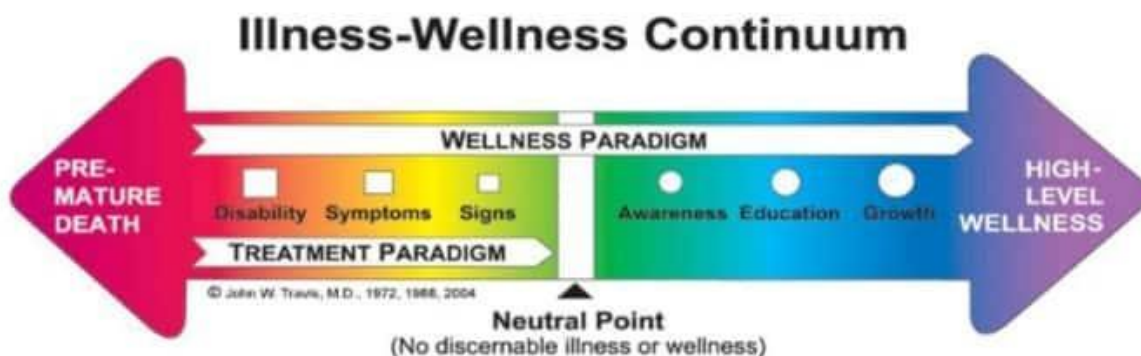 Illness-Wellness Continuum
WELLNESS PARADIGM
PRE-
MATURE
DEATH
Disability Symptoms Signs
Awareness Education Growth
HIGH-
LEVEL
WELLNESS
TREATMENT PARADIGM
© John W. Travis, M.D., 1972, 1988, 2004
Neutral Point
(No discernable illness or wellness)